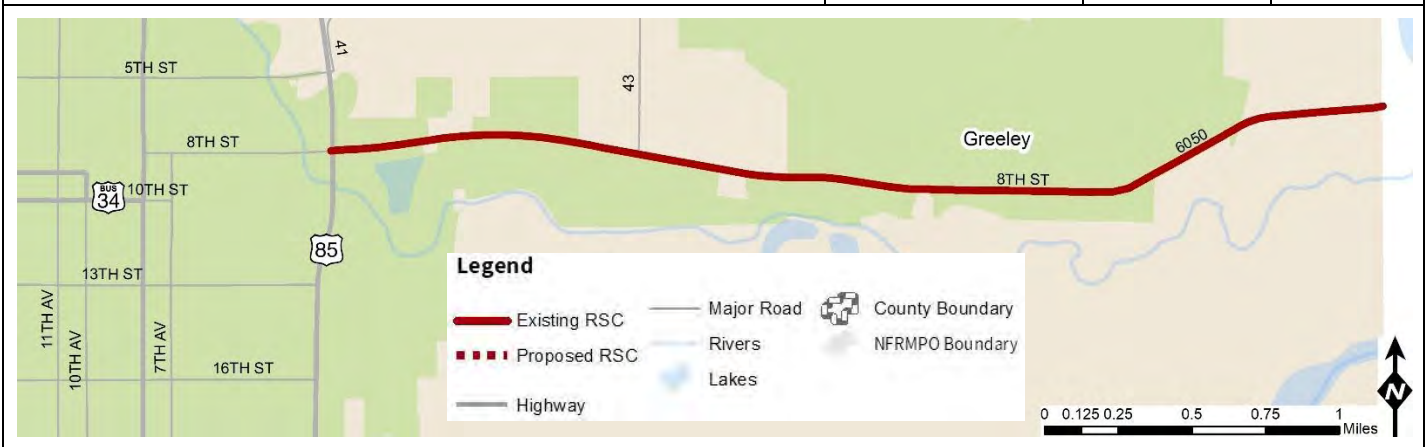 41
5TH ST
43
8TH ST
Greeley
6050
8TH ST
BUS
34
10TH ST
85
13TH ST
11TH AV
10TH AV
7TH AV
16TH ST
Legend
Existing RSC
Proposed RSC
Highway
Major Road
Rivers
Lakes
County Boundary
NFRMPO Boundary
N
0 0.125 0.25 0.5 0.75 1
Miles